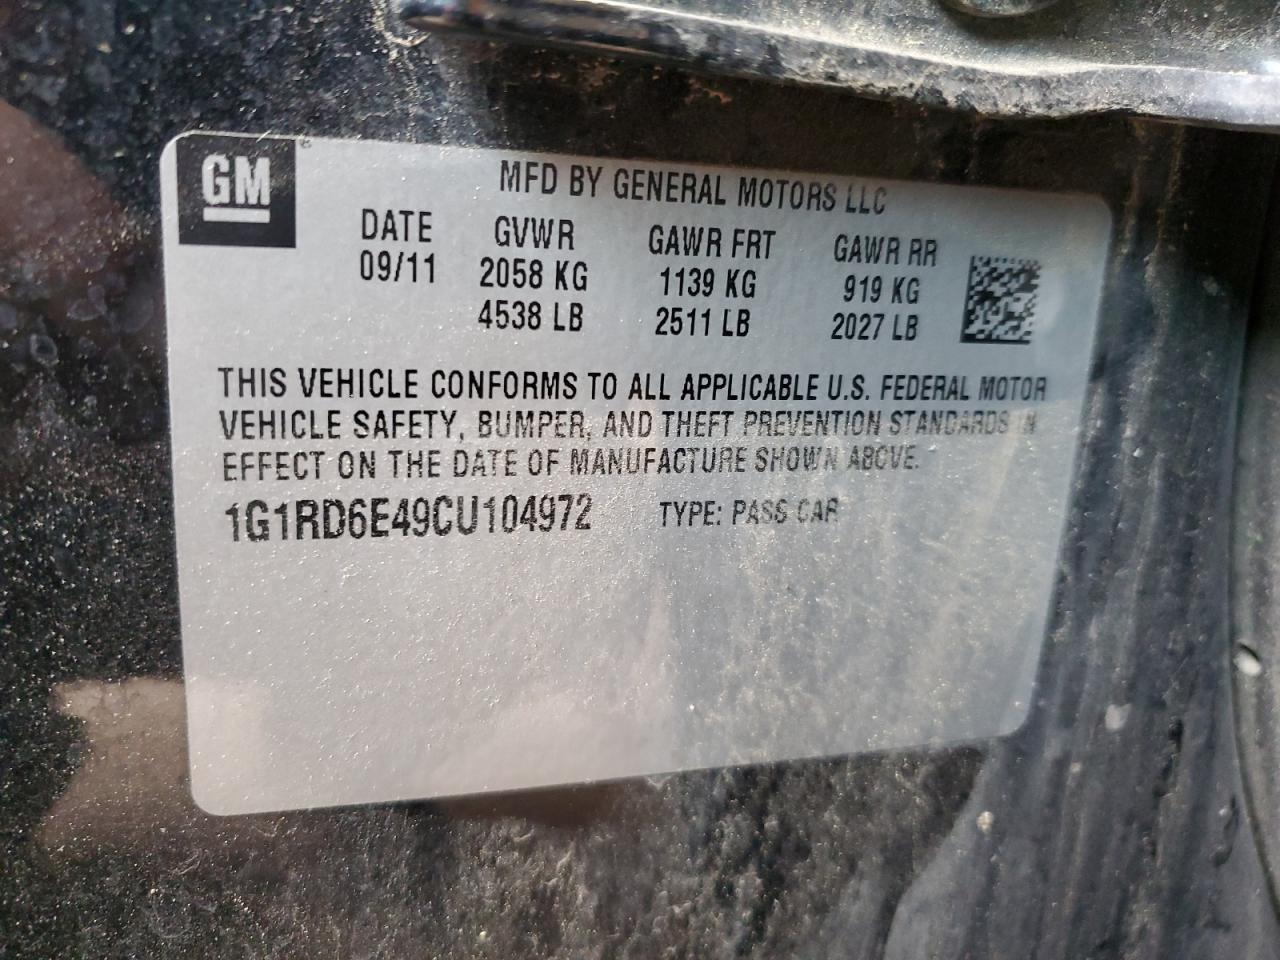 GM®
MFD BY GENERAL MOTORS LLC
DATE GVWR GAWR FRT GAWR RR
09/11 2058 KG 1139 KG 919 KG
4538 LB 2511 LB 2027 LB
THIS VEHICLE CONFORMS TO ALL APPLICABLE U.S. FEDERAL MOTOR
VEHICLE SAFETY, BUMPER, AND THEFT PREVENTION STANDARDS IN
EFFECT ON THE DATE OF MANUFACTURE SHOWN ABOVE.
1G1RD6E49CU104972 TYPE: PASS CAR